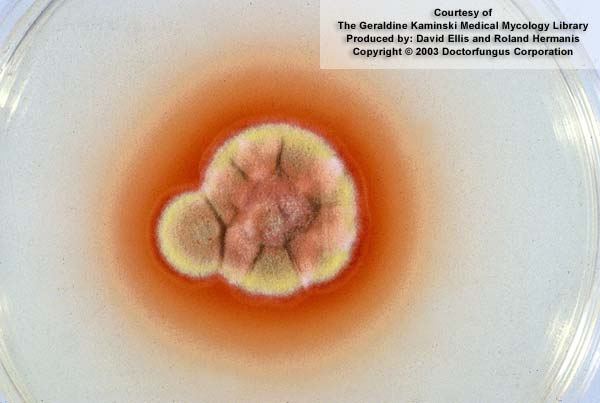 Courtesy of
The Geraldine Kaminski Medical Mycology Library
Produced by: David Ellis and Roland Hermanis
Copyright © 2003 Doctorfungus Corporation